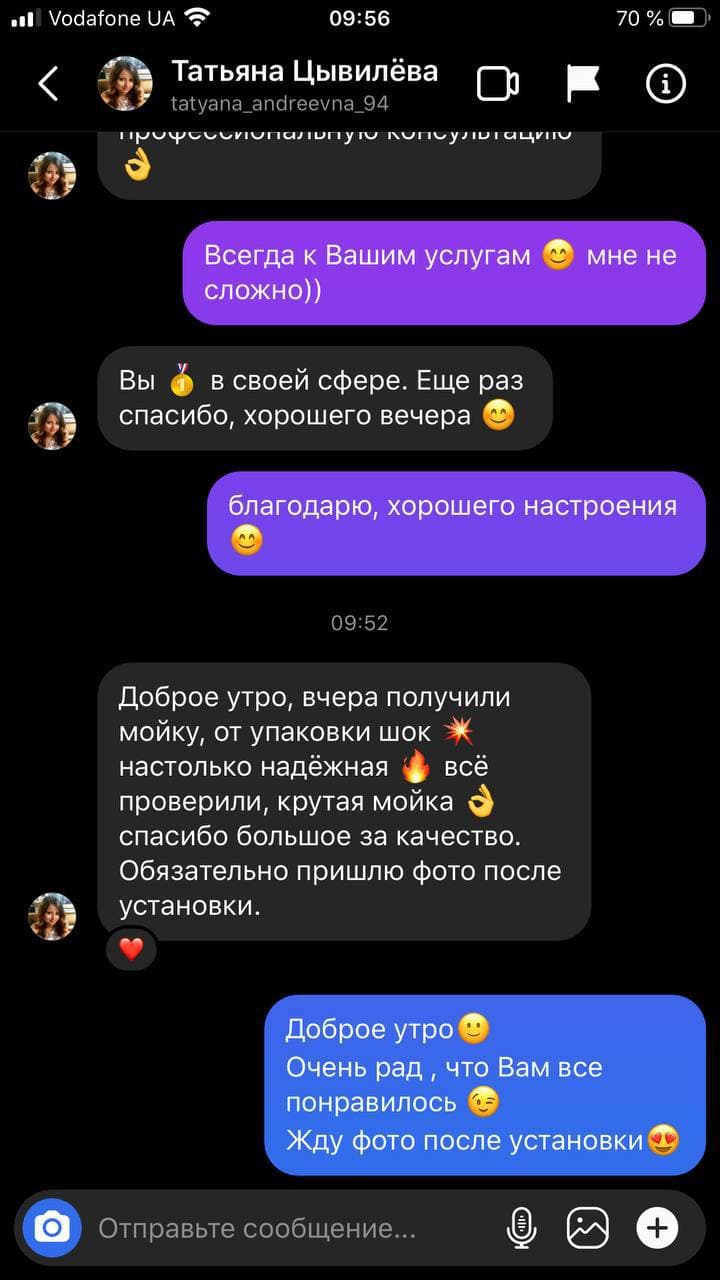 Vodafone UA
09:56
70 %
Татьяна Цывилёва
tatyana_andreevna_94
профессиональную консультацию
👌
Всегда к Вашим услугам 😊 мне не
сложно))
Вы 🏅 в своей сфере. Еще раз
спасибо, хорошего вечера 😊
благодарю, хорошего настроения
😊
09:52
Доброе утро, вчера получили
мойку, от упаковки шок 💥
настолько надёжная 🔥 всё
проверили, крутая мойка 👌
спасибо большое за качество.
Обязательно пришлю фото после
установки.
❤️
Доброе утро🙂
Очень рад , что Вам все
понравилось 😉
Жду фото после установки😍
Отправьте сообщение...